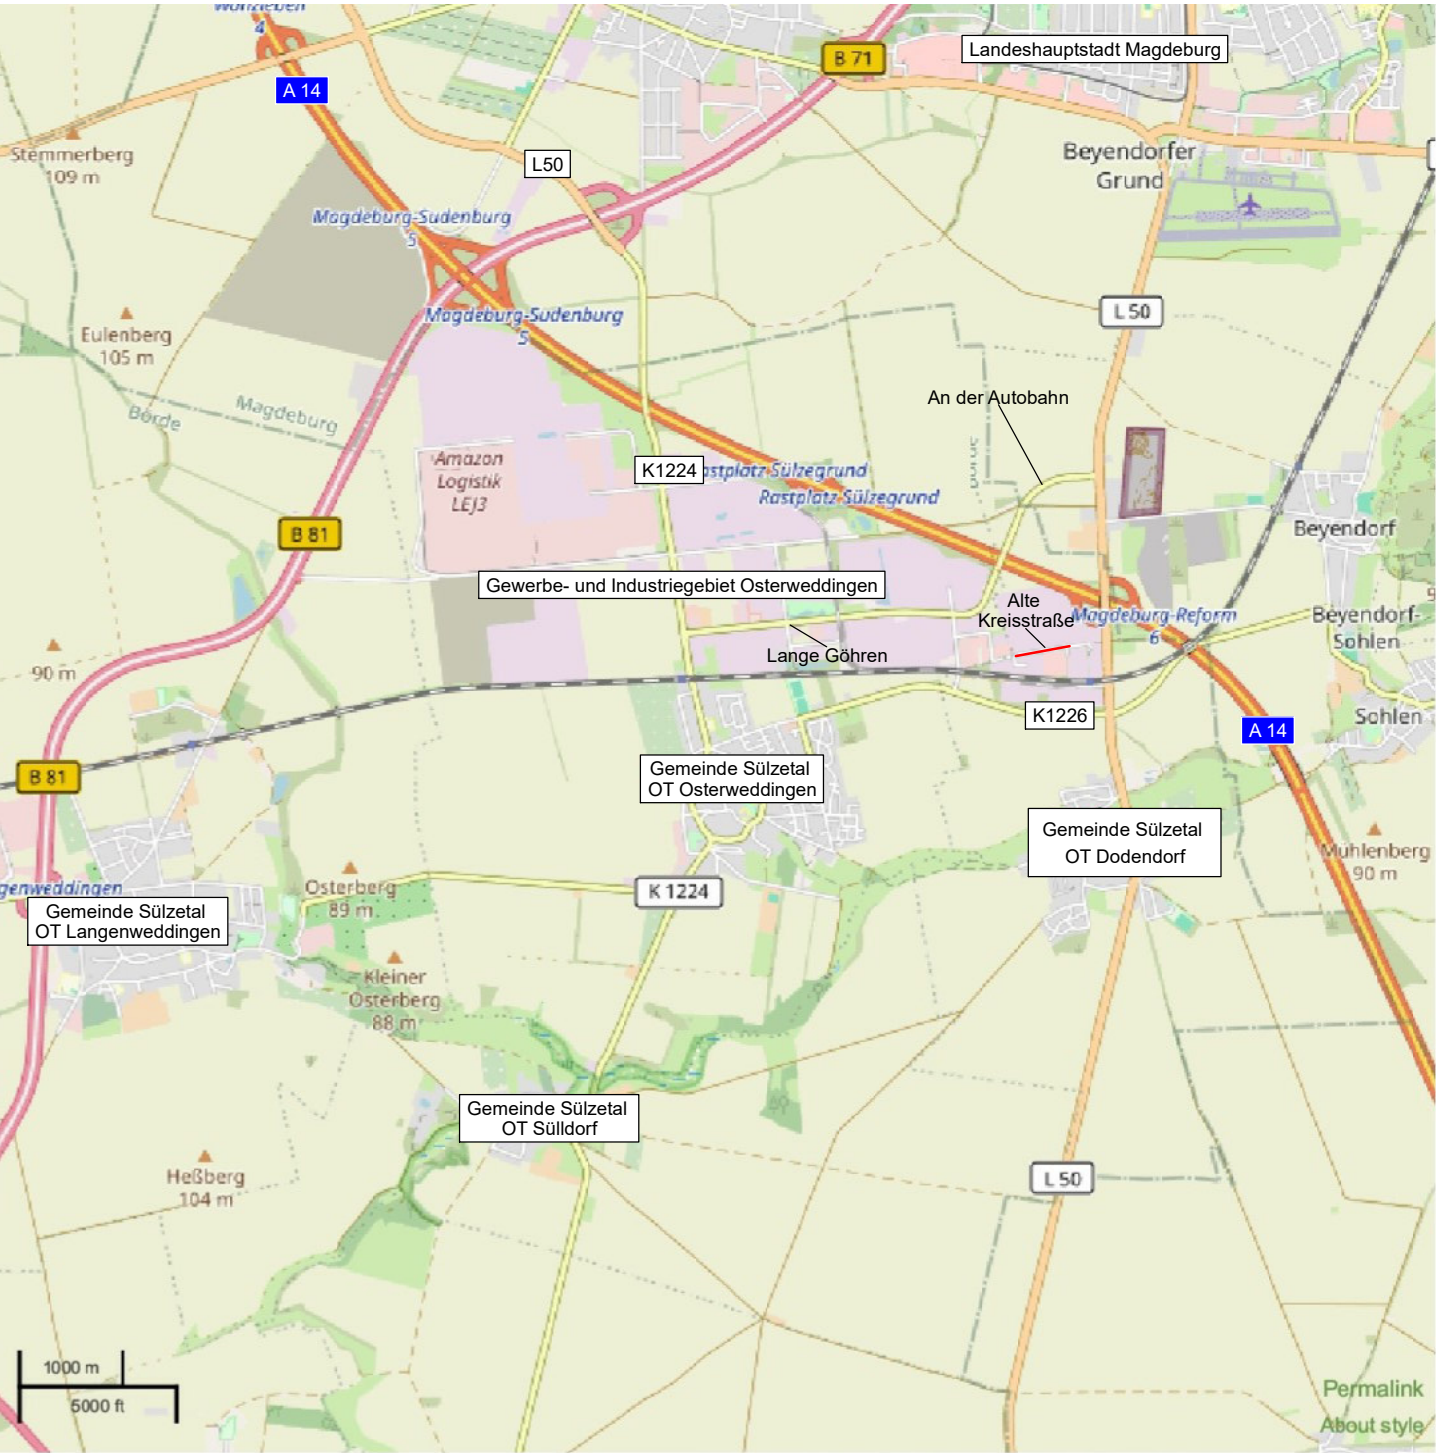 Wanzleben
4
B 71
Landeshauptstadt Magdeburg
A 14
Stemmerberg
109 m
L50
Beyendorfer
Grund
Magdeburg-Sudenburg
5
Magdeburg-Sudenburg
5
L 50
Eulenberg
105 m
Börde
Magdeburg
An der Autobahn
Börde
Amazon
Logistik
LEJ3
K1224
Rastplatz Sülzegrund
Rastplatz Sülzegrund
B 81
Beyendorf
Gewerbe- und Industriegebiet Osterweddingen
Alte
Kreisstraße
Magdeburg-Reform
6
Beyendorf-
Sohlen
Lange Göhren
90 m
K1226
Sohlen
A 14
B 81
Gemeinde Sülzetal
OT Osterweddingen
Gemeinde Sülzetal
OT Dodendorf
Mühlenberg
90 m
Osterberg
89 m
K 1224
Gemeinde Sülzetal
OT Langenweddingen
Kleiner
Osterberg
88 m
Gemeinde Sülzetal
OT Sülldorf
Heßberg
104 m
L 50
1000 m
5000 ft
Permalink
About style